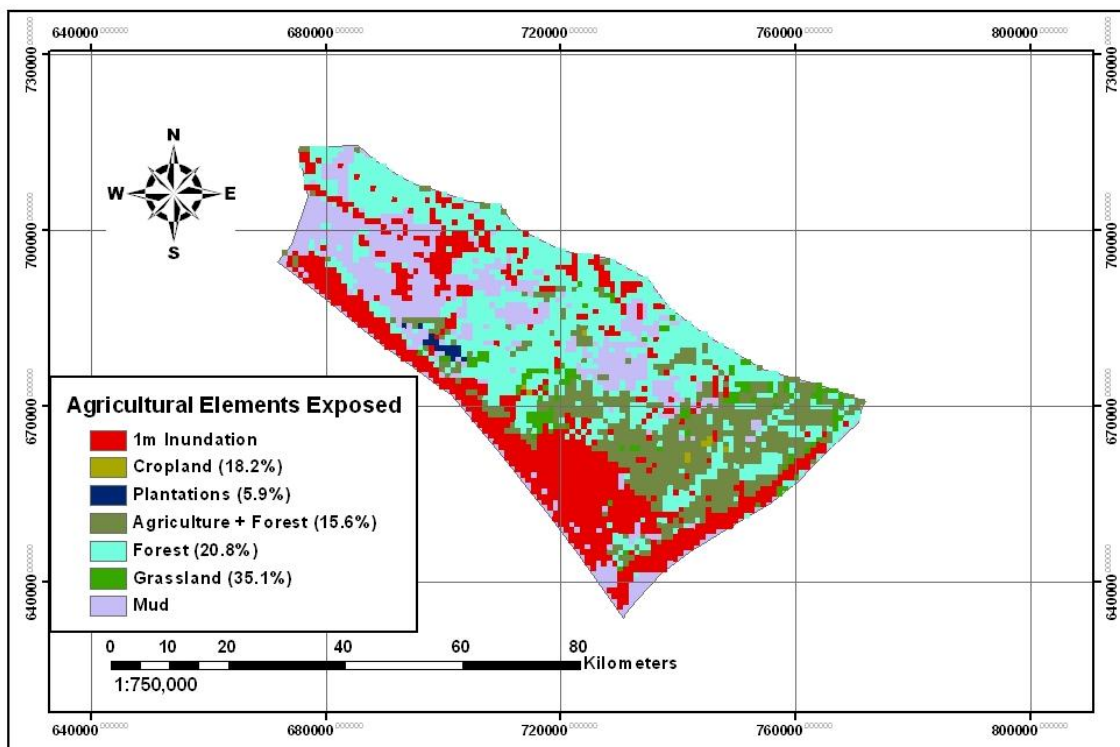 640000 680000 720000 760000 800000
730000 730000
N
W E
S
700000 700000
670000 670000
Agricultural Elements Exposed
1m Inundation
Cropland (18.2%)
Plantations (5.9%)
Agriculture + Forest (15.6%)
Forest (20.8%)
Grassland (35.1%)
Mud
640000 640000
0 10 20 40 60 80
Kilometers
1:750,000
640000 680000 720000 760000 800000